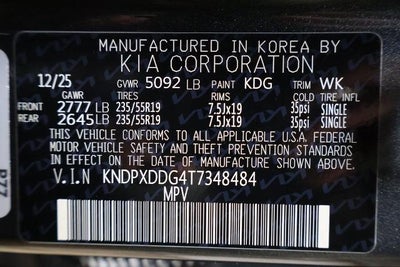 MANUFACTURED IN KOREA BY
KIA CORPORATION
12/25 GVWR 5092 LB PAINT KDG TRIM WK
GAWR TIRES RIMS COLD TIRE INFL
FRONT 2777 LB 235/55R19 7.5Jx19 35psi SINGLE
REAR 2645 LB 235/55R19 7.5Jx19 35psi SINGLE
THIS VEHICLE CONFORMS TO ALL APPLICABLE U.S.A. FEDERAL
MOTOR VEHICLE SAFETY AND THEFT PREVENTION STANDARDS
IN EFFECT ON THE DATE OF MANUFACTURE SHOWN ABOVE
V.I.N KNDPXDDG4T7348484
MPV